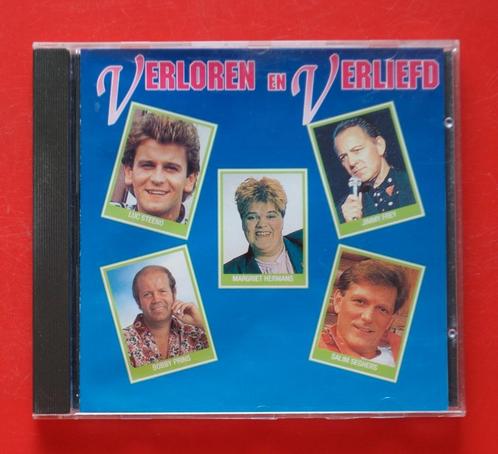 VERLOREN EN VERLIEFD
LUC STEENO
JIMMY FREY
MARGRIET HERMANS
BOBBY PRINS
SALIM SEGHERS